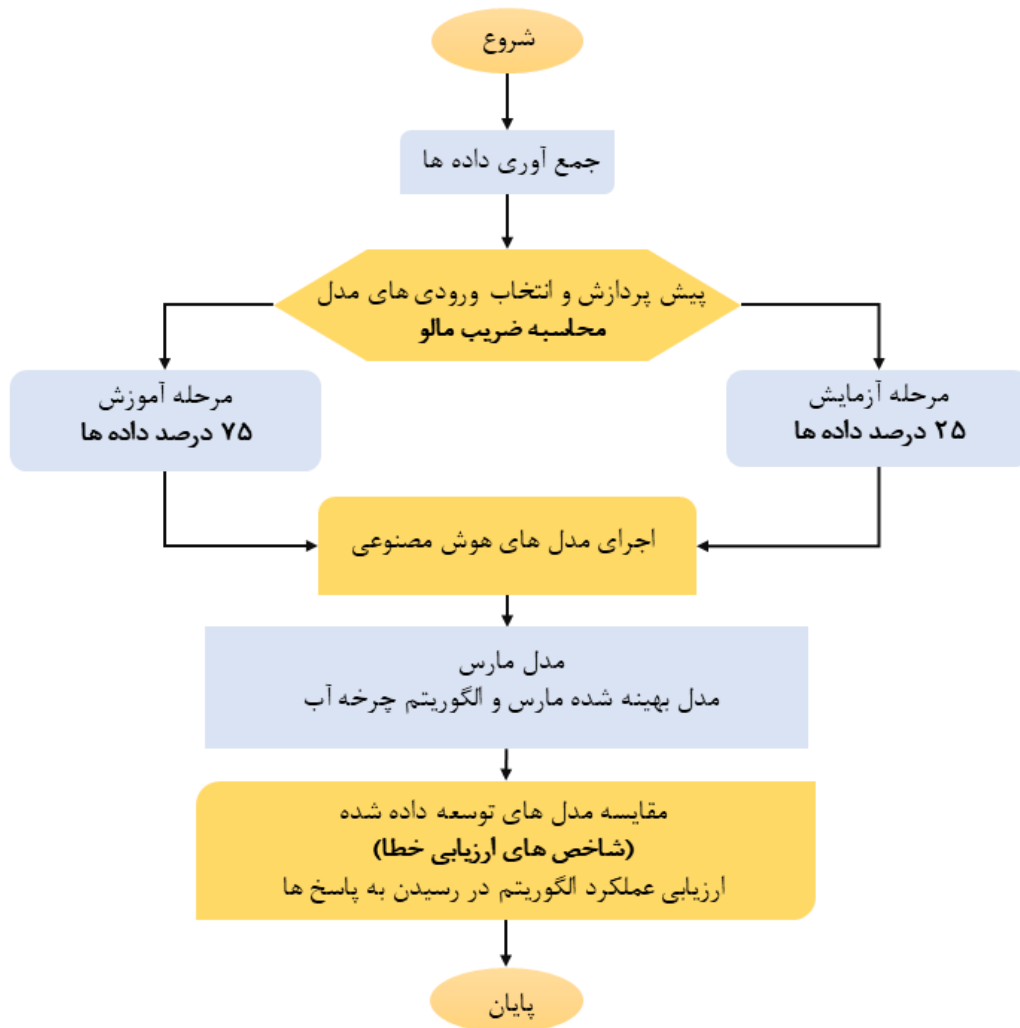 شروع
جمع آوری داده ها
پیش پردازش و انتخاب ورودی های مدل
محاسبه ضریب مالو
مرحله آزمایش
۲۵ درصد داده ها
مرحله آموزش
۷۵ درصد داده ها
اجرای مدل های هوش مصنوعی
مدل مارس
مدل بهینه شده مارس و الگوریتم چرخه آب
مقایسه مدل های توسعه داده شده
(شاخص های ارزیابی خطا)
ارزیابی عملکرد الگوریتم در رسیدن به پاسخ ها
پایان